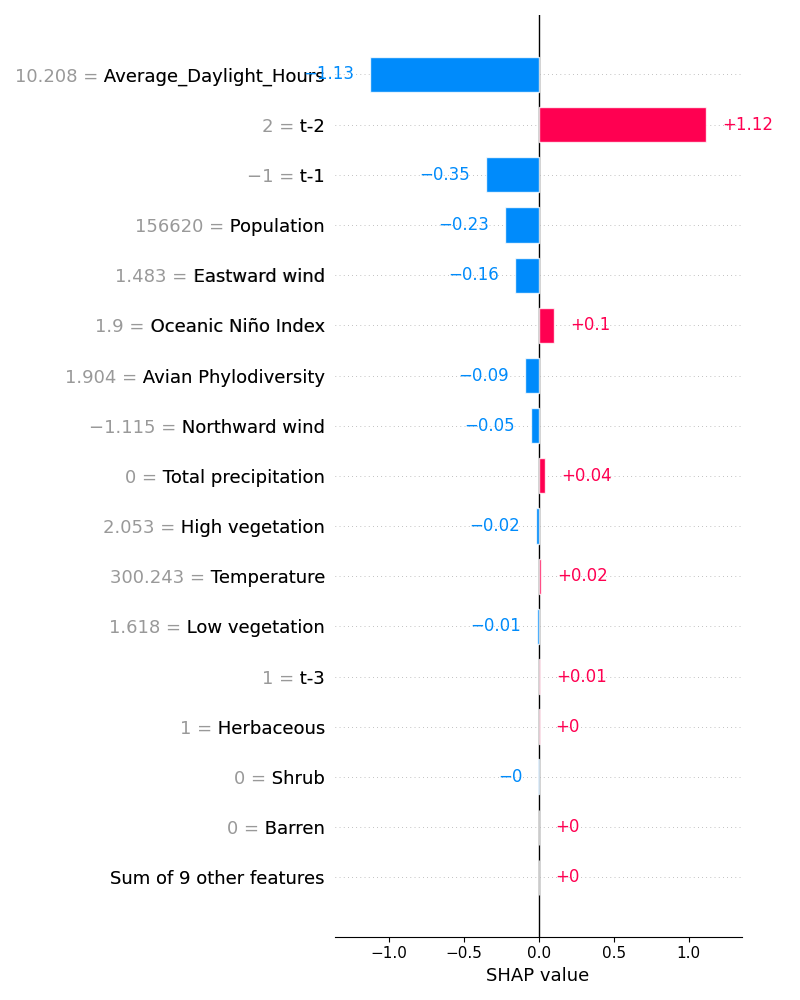 10.208 = Average_Daylight_Hours −1.13
2 = t-2 +1.12
−1 = t-1 −0.35
156620 = Population −0.23
1.483 = Eastward wind −0.16
1.9 = Oceanic Niño Index +0.1
1.904 = Avian Phylodiversity −0.09
−1.115 = Northward wind −0.05
0 = Total precipitation +0.04
2.053 = High vegetation −0.02
300.243 = Temperature +0.02
1.618 = Low vegetation −0.01
1 = t-3 +0.01
1 = Herbaceous +0
0 = Shrub −0
0 = Barren +0
Sum of 9 other features +0
−1.0 −0.5 0.0 0.5 1.0
SHAP value